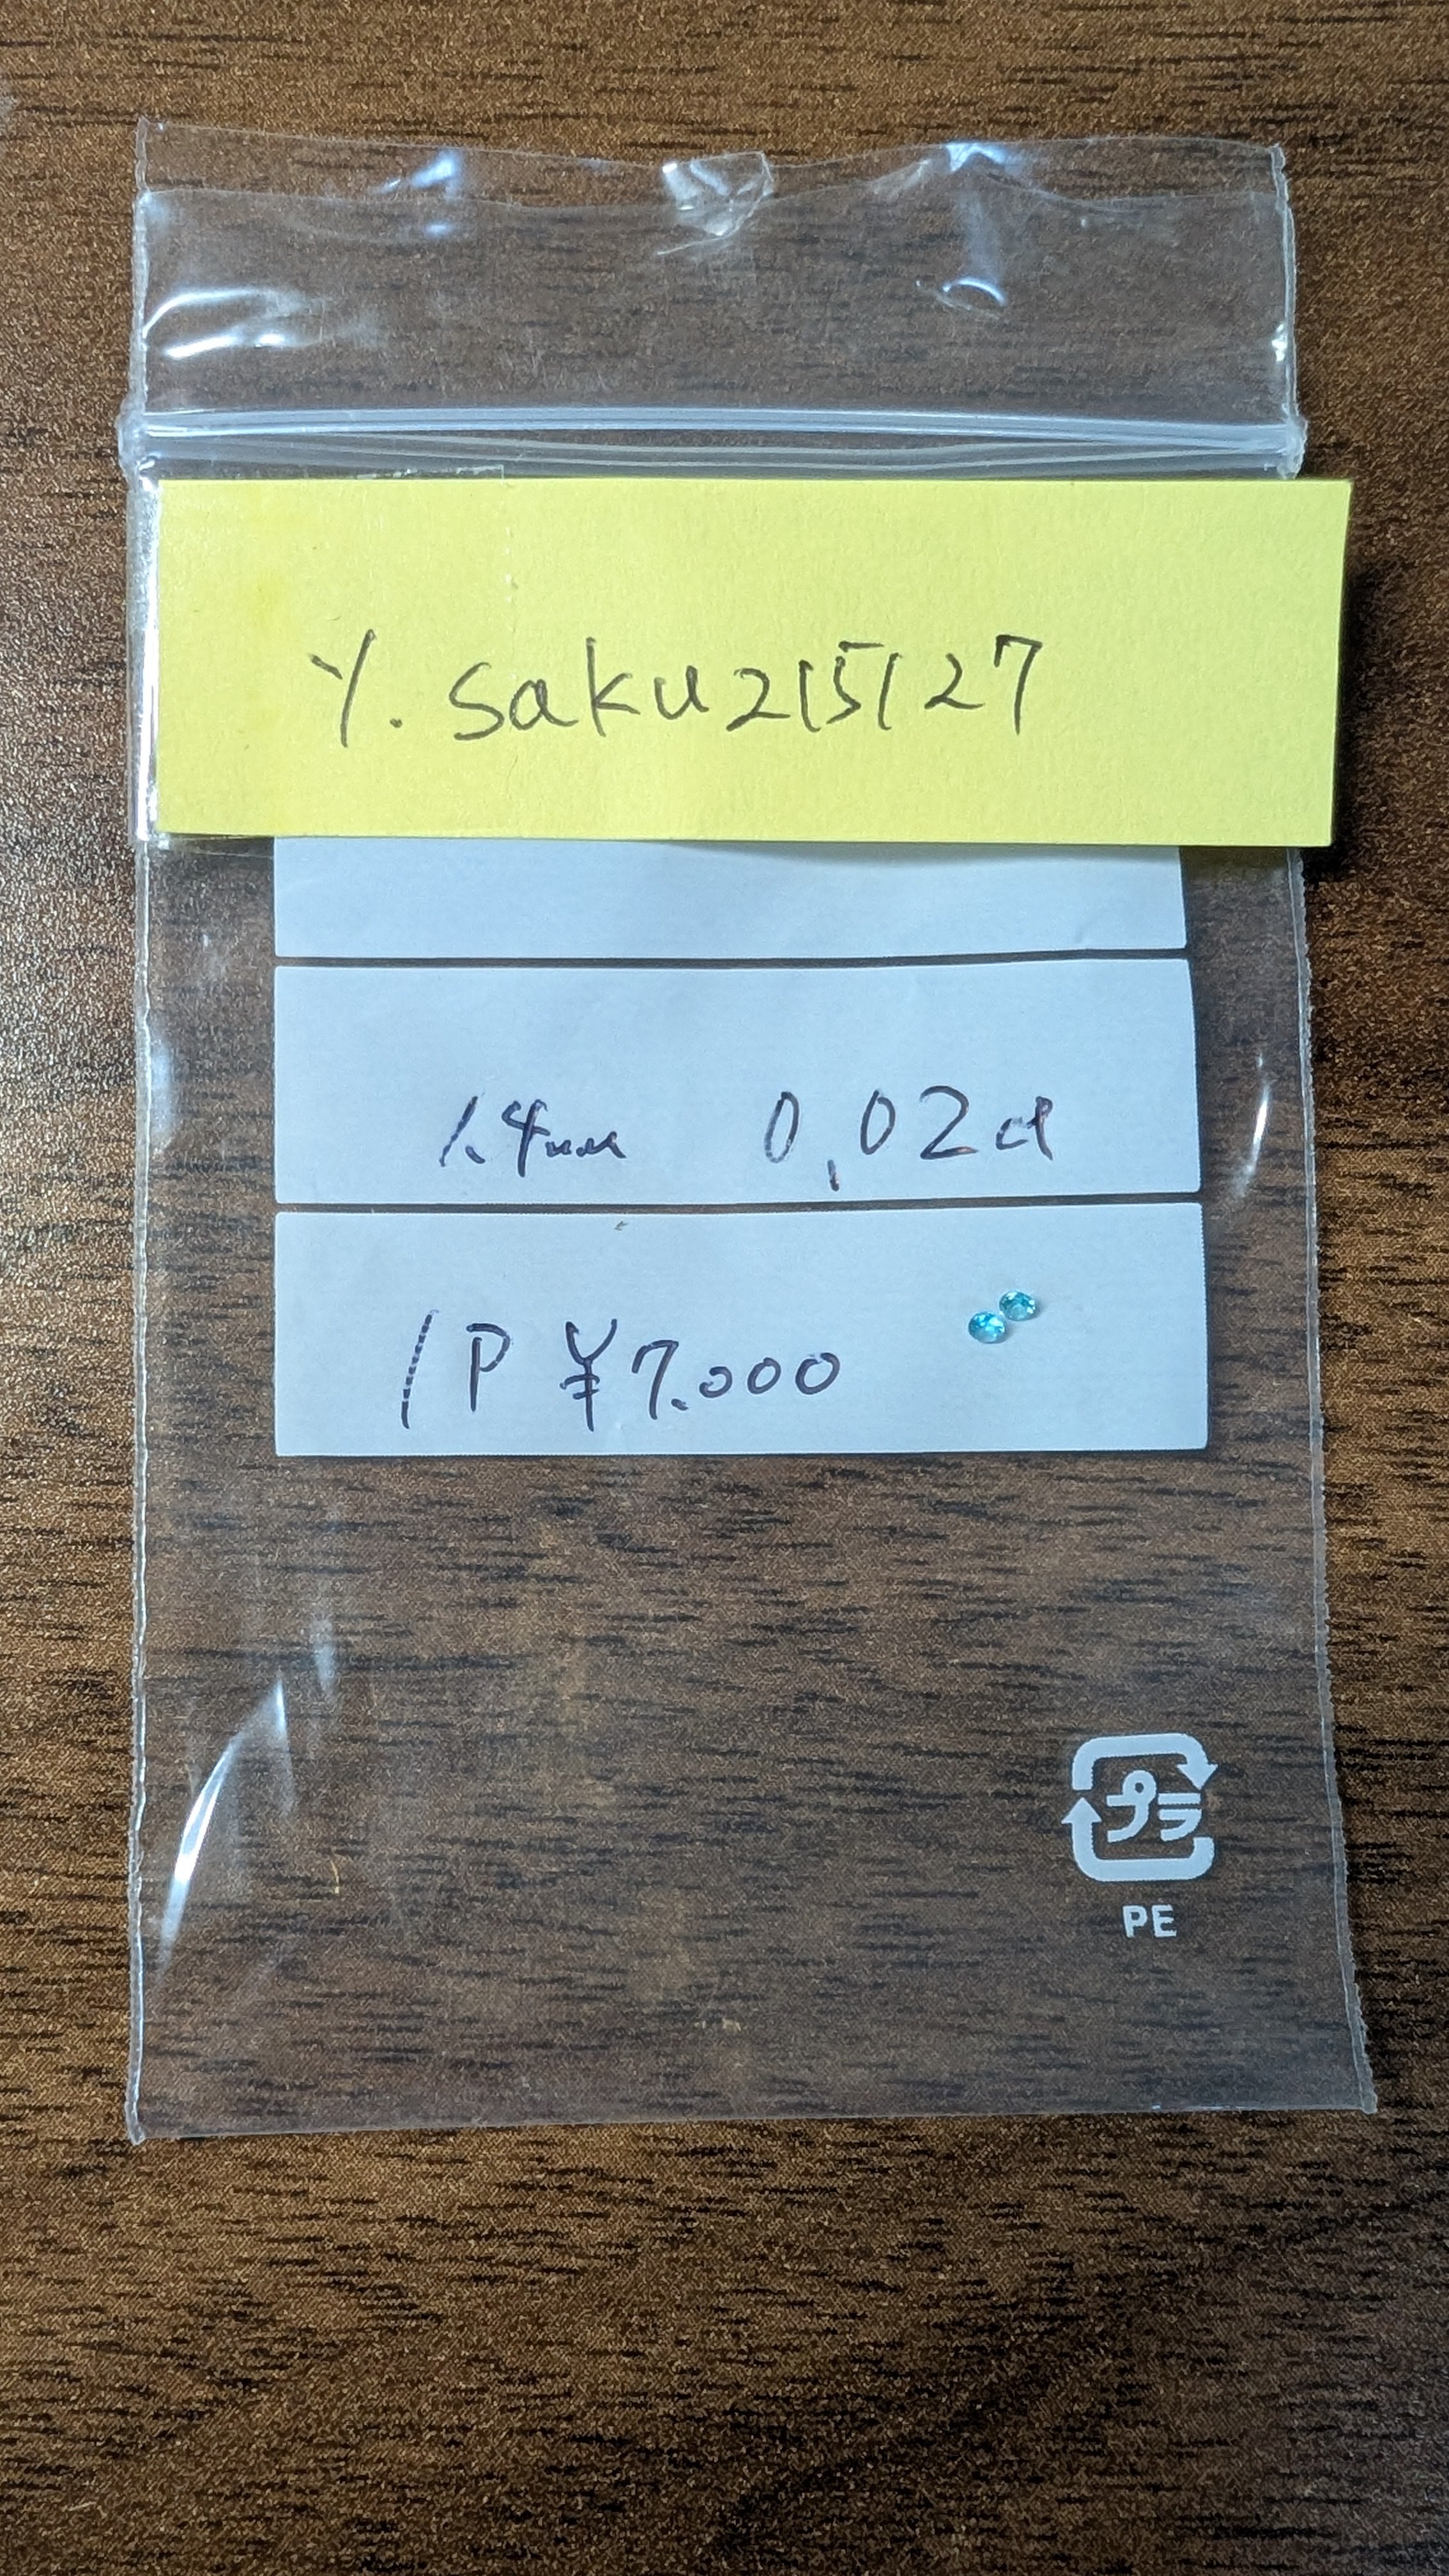 Y. saku215127
1.4mm 0.02ct
1P ¥7.000
プラ
PE